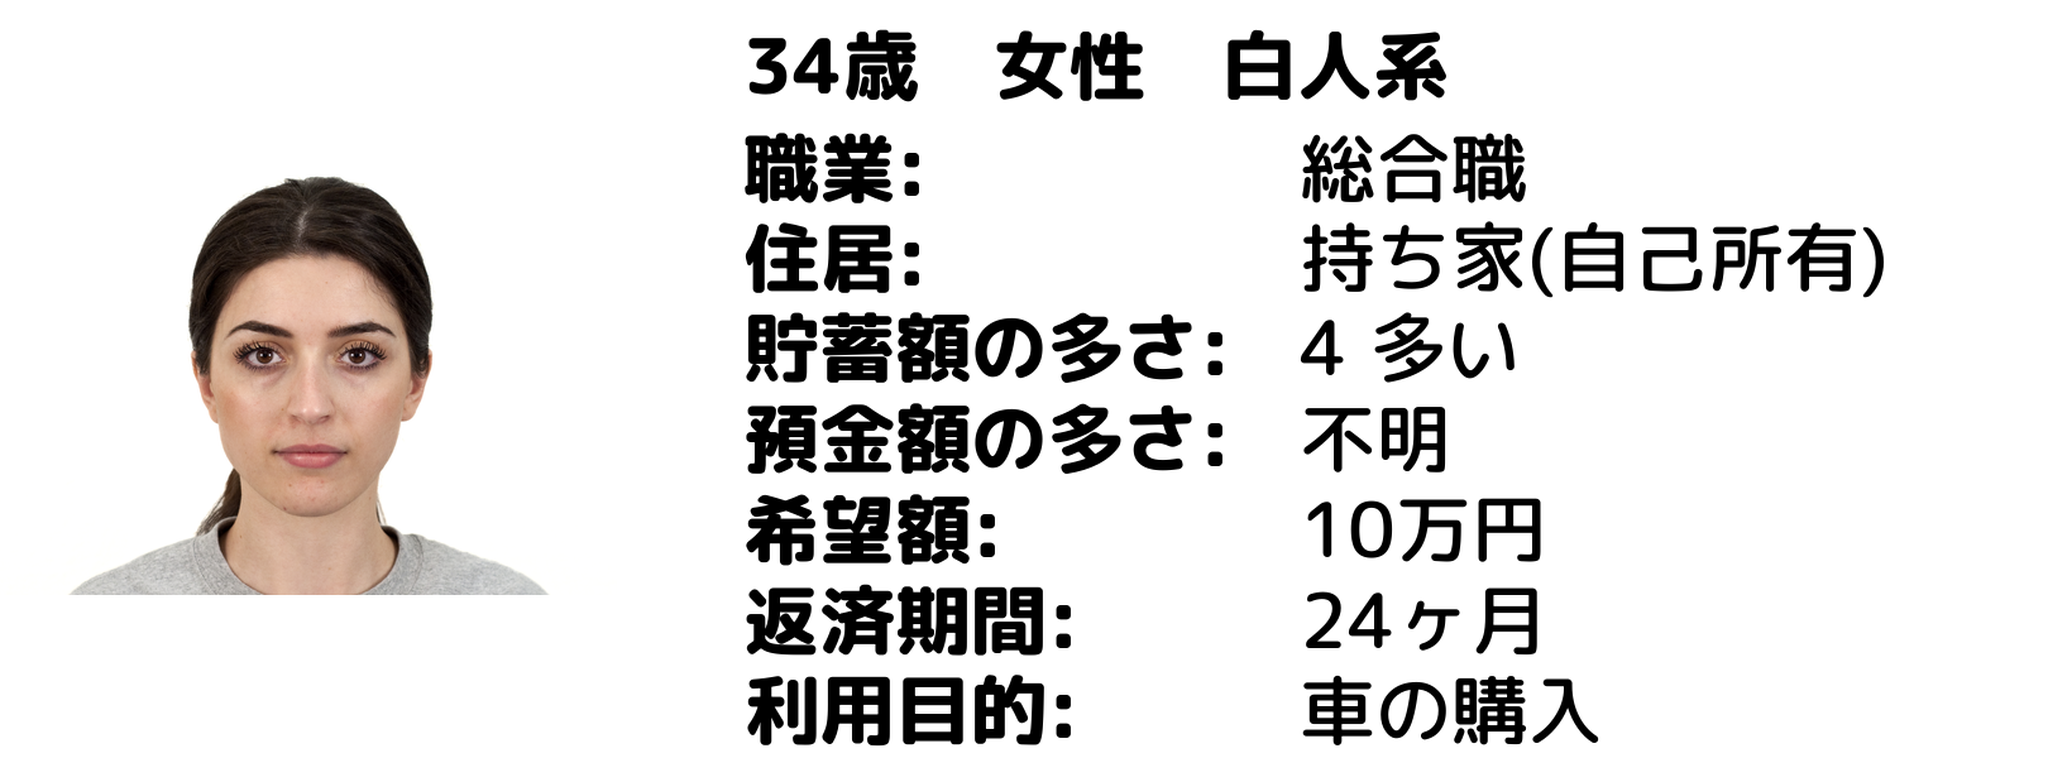 34歳　女性　白人系
職業: 総合職
住居: 持ち家(自己所有)
貯蓄額の多さ: 4 多い
預金額の多さ: 不明
希望額: 10万円
返済期間: 24ヶ月
利用目的: 車の購入